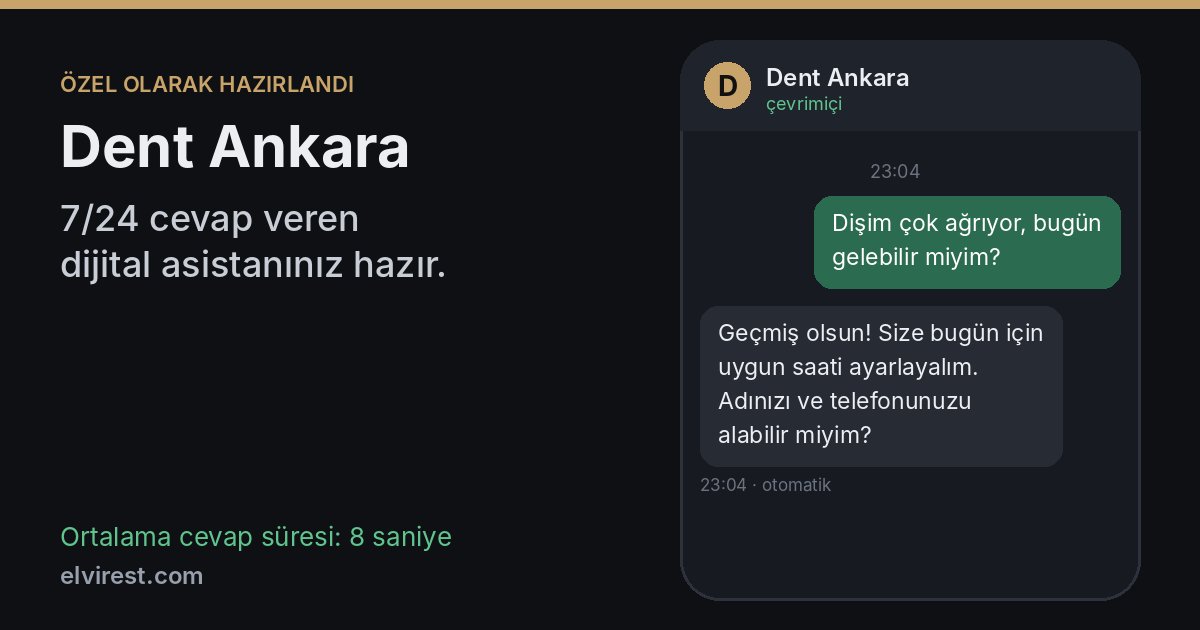 ÖZEL OLARAK HAZIRLANDI
Dent Ankara
7/24 cevap veren
dijital asistanınız hazır.
Ortalama cevap süresi: 8 saniye
elvirest.com
D
Dent Ankara
çevrimiçi
23:04
Dişim çok ağrıyor, bugün
gelebilir miyim?
Geçmiş olsun! Size bugün için
uygun saati ayarlayalım.
Adınızı ve telefonunuzu
alabilir miyim?
23:04 · otomatik